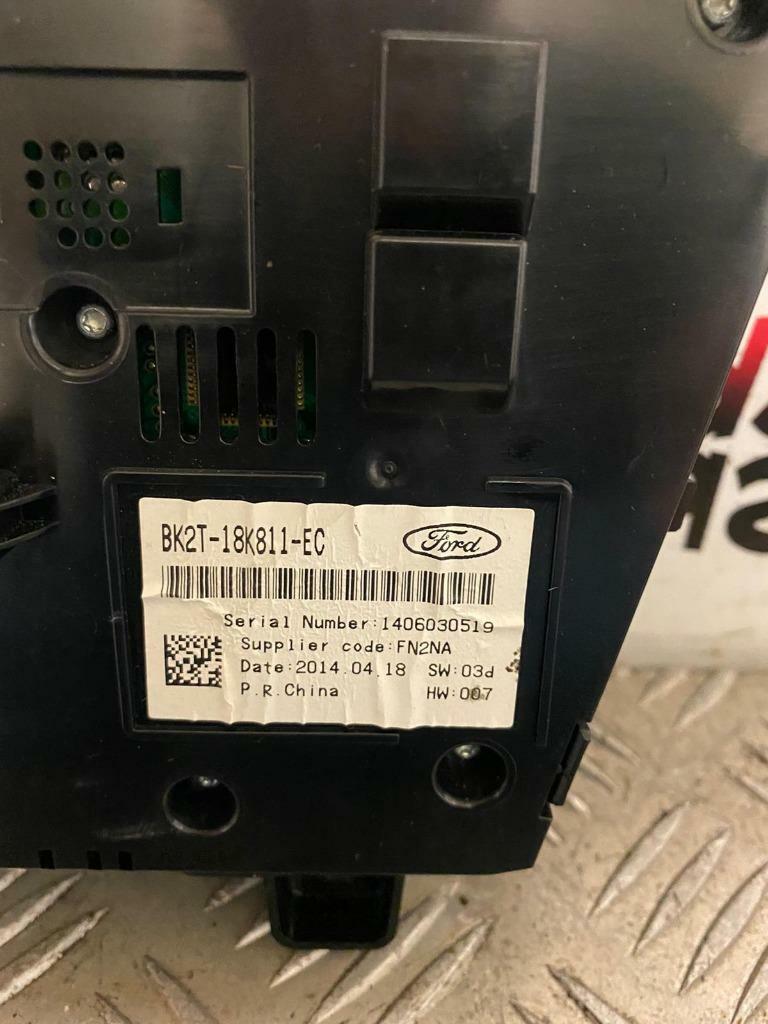 BK2T-18K811-EC
Ford
Serial Number:1406030519
Supplier code:FN2NA
Date:2014.04.18 SW:03d
P.R.China HW:007